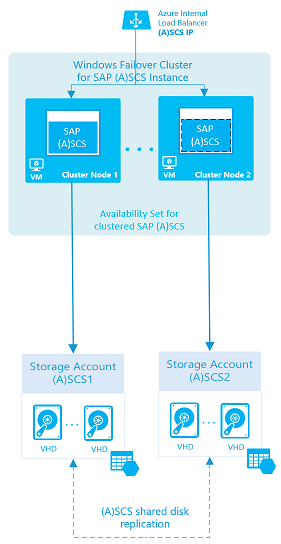 Azure Internal
Load Balancer
(A)SCS IP
Windows Failover Cluster
for SAP (A)SCS Instance
SAP
(A)SCS
VM
Cluster Node 1
SAP
(A)SCS
VM
Cluster Node 2
Availability Set for
clustered SAP (A)SCS
Storage Account
(A)SCS1
VHD
VHD
Storage Account
(A)SCS2
VHD
VHD
(A)SCS shared disk
replication